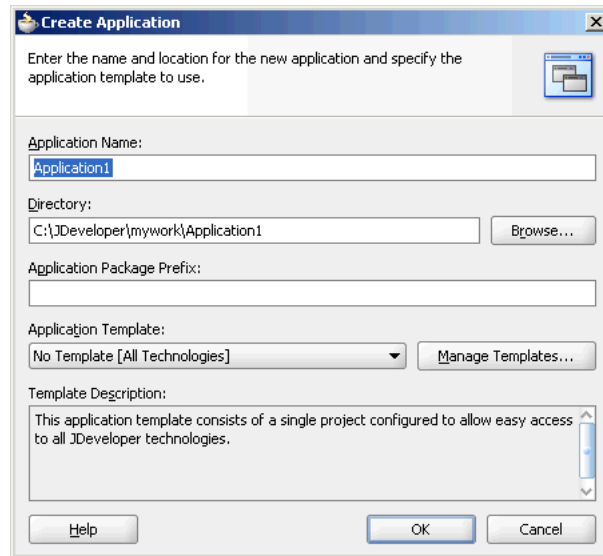 Create Application
Enter the name and location for the new application and specify the
application template to use.
Application Name:
Application1
Directory:
C:\JDeveloper\mywork\Application1
Browse...
Application Package Prefix:
Application Template:
No Template [All Technologies]
Manage Templates...
Template Description:
This application template consists of a single project configured to allow easy access
to all JDeveloper technologies.
Help
OK
Cancel